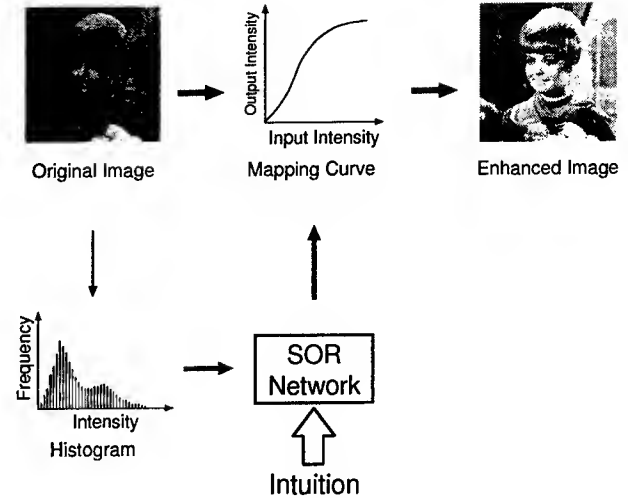 Output Intensity
Input Intensity
Original Image
Mapping Curve
Enhanced Image
Frequency
Intensity
Histogram
SOR
Network
Intuition